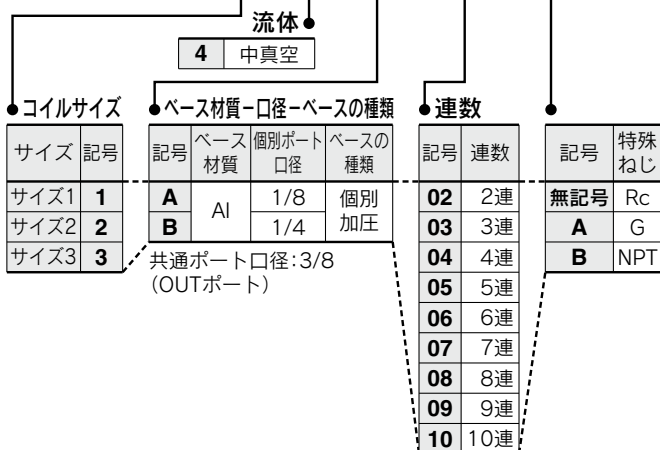 流体
4 中真空
コイルサイズ
サイズ 記号
サイズ1 1
サイズ2 2
サイズ3 3
ベース材質－口径－ベースの種類
記号 ベース材質 個別ポート口径 ベースの種類
A Al 1/8 個別加圧
B 1/4
共通ポート口径：3/8
（OUTポート）
連数
記号 連数
02 2連
03 3連
04 4連
05 5連
06 6連
07 7連
08 8連
09 9連
10 10連
記号 特殊ねじ
無記号 Rc
A G
B NPT